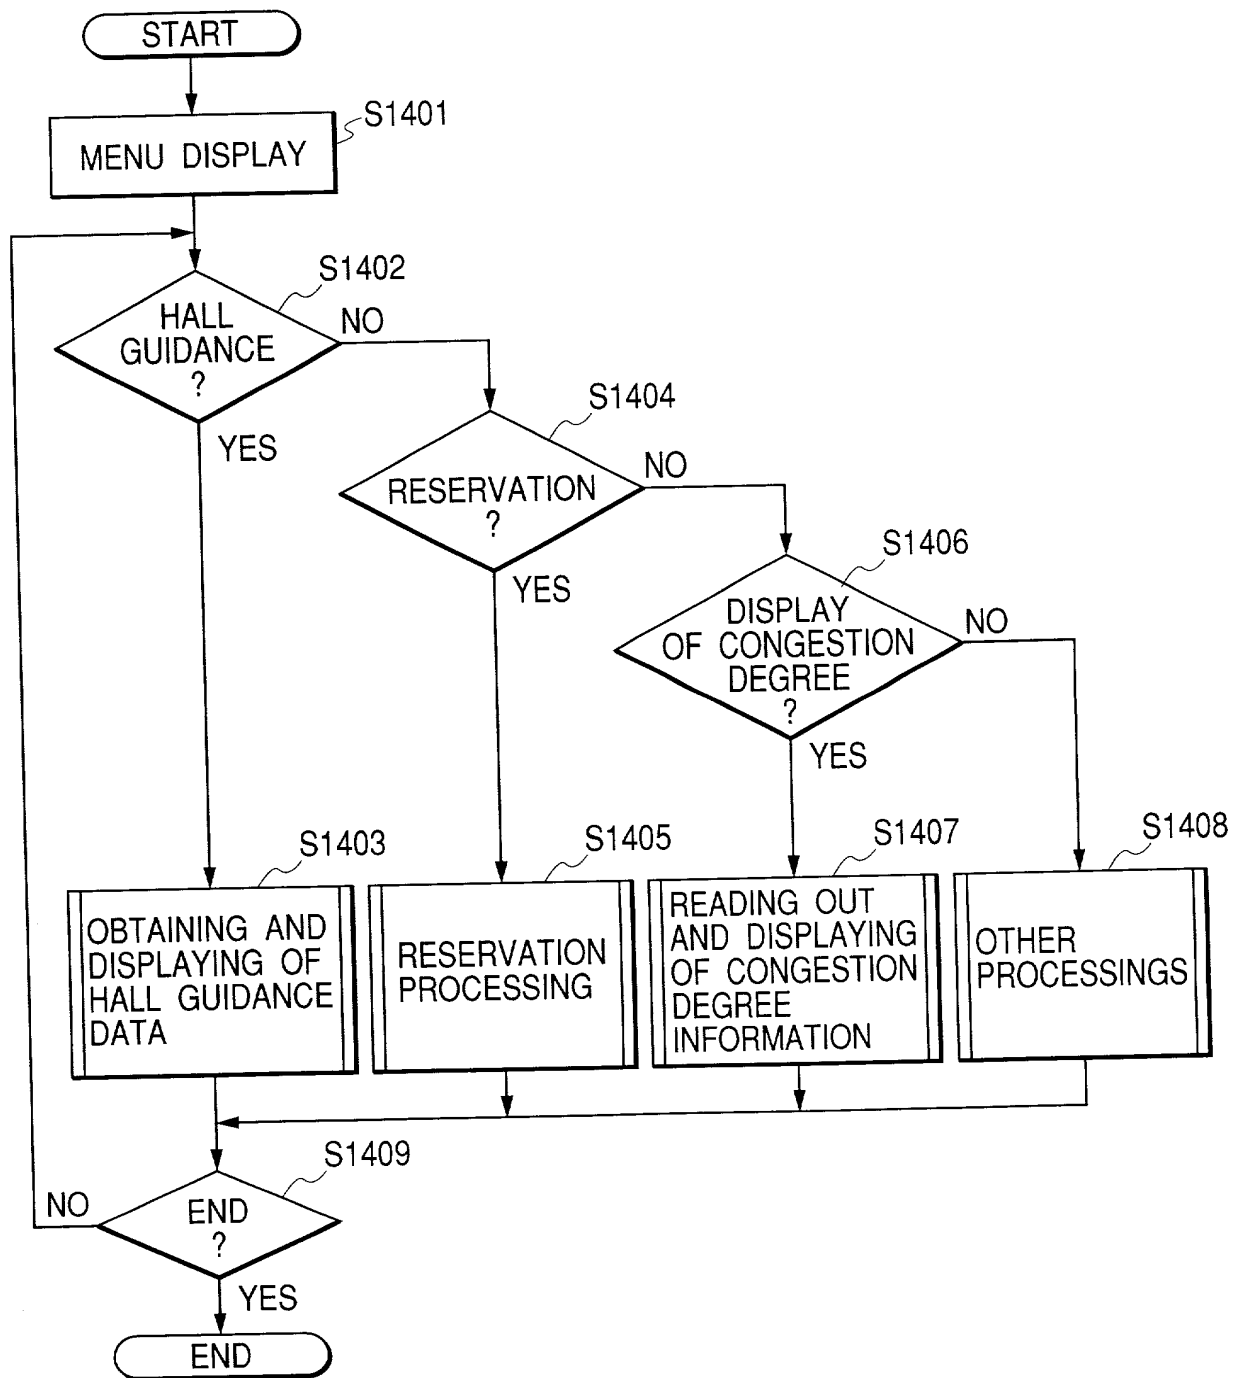 START
S1401
MENU DISPLAY
S1402
HALL
GUIDANCE
?
NO
YES
S1404
RESERVATION
?
NO
YES
S1406
DISPLAY
OF CONGESTION
DEGREE
?
NO
YES
S1403
OBTAINING AND
DISPLAYING OF
HALL GUIDANCE
DATA
S1405
RESERVATION
PROCESSING
S1407
READING OUT
AND DISPLAYING
OF CONGESTION
DEGREE
INFORMATION
S1408
OTHER
PROCESSINGS
S1409
END
?
NO
YES
END